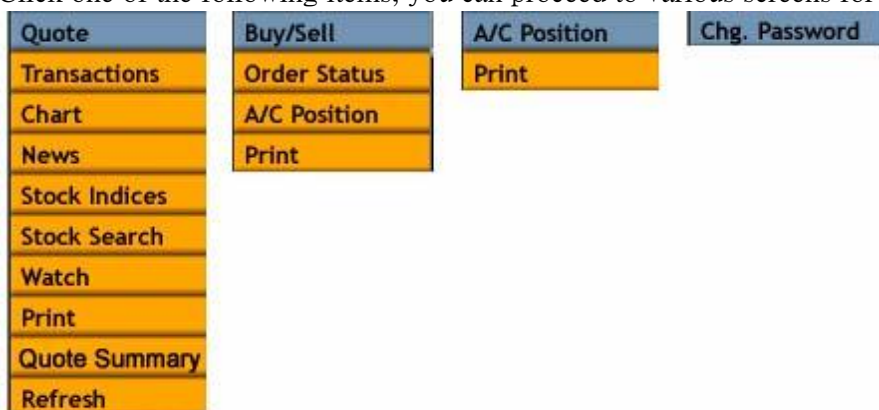 Click one of the following items, you can proceed to various screens for
Quote
Transactions
Chart
News
Stock Indices
Stock Search
Watch
Print
Quote Summary
Refresh
Buy/Sell
Order Status
A/C Position
Print
A/C Position
Print
Chg. Password